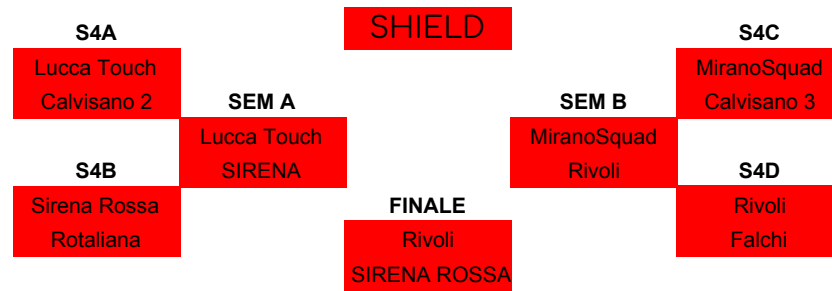 SHIELD
S4A
Lucca Touch
Calvisano 2
S4B
Sirena Rossa
Rotaliana
SEM A
Lucca Touch
SIRENA
FINALE
Rivoli
SIRENA ROSSA
SEM B
MiranoSquad
Rivoli
S4C
MiranoSquad
Calvisano 3
S4D
Rivoli
Falchi